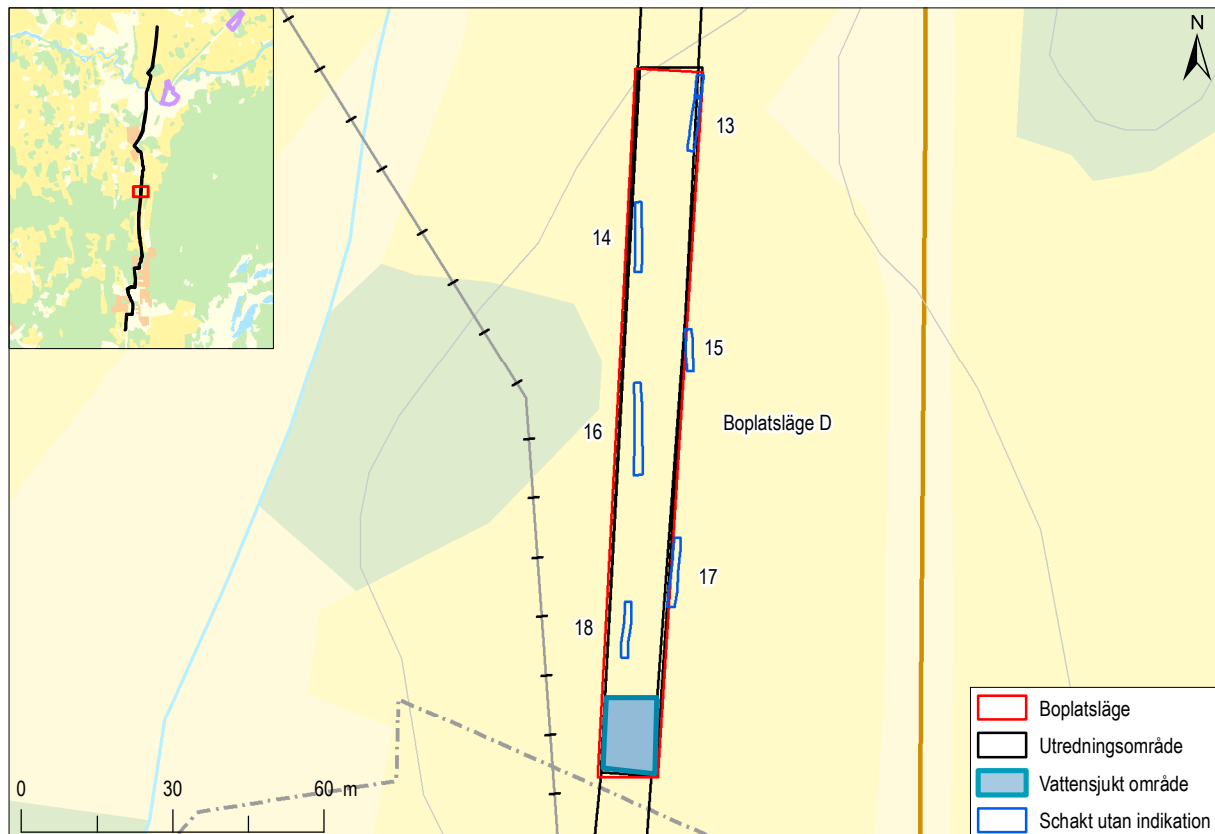 N
13
14
15
16
Boplatsläge D
17
18
0 30 60 m
Boplatsläge
Utredningsområde
Vattensjukt område
Schakt utan indikation